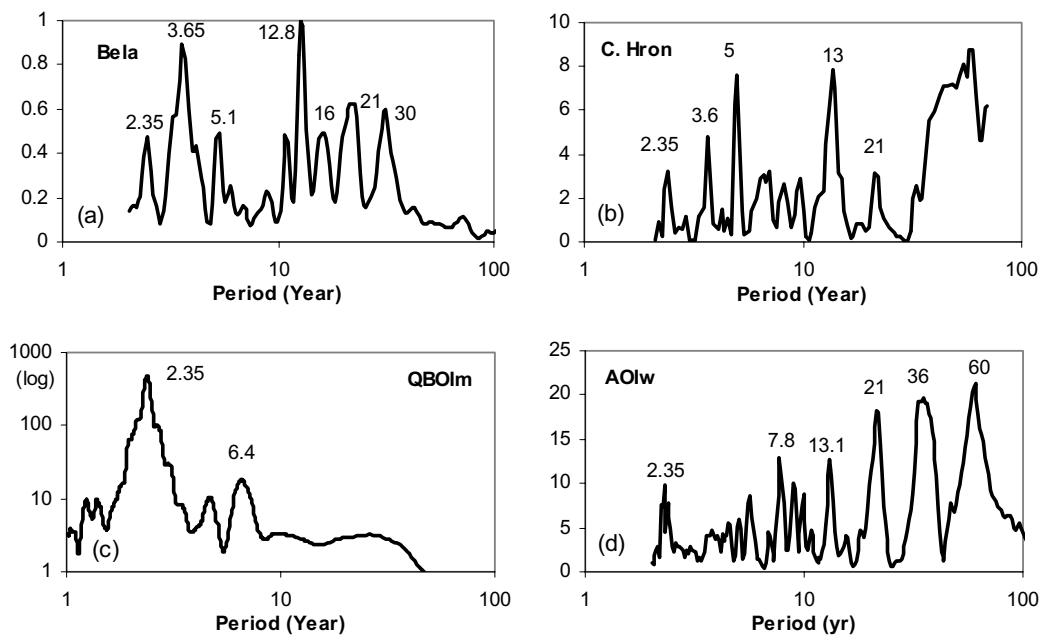 Bela
1
0.8
0.6
0.4
0.2
0
2.35
3.65
5.1
12.8
16
21
30
(a)
1 10 100
Period (Year)
C. Hron
10
8
6
4
2
0
2.35
3.6
5
13
21
(b)
1 10 100
Period (Year)
QBOIm
1000
(log)
100
10
1
2.35
6.4
(c)
1 10 100
Period (Year)
AOIw
25
20
15
10
5
0
2.35
7.8
13.1
21
36
60
(d)
1 10 100
Period (yr)